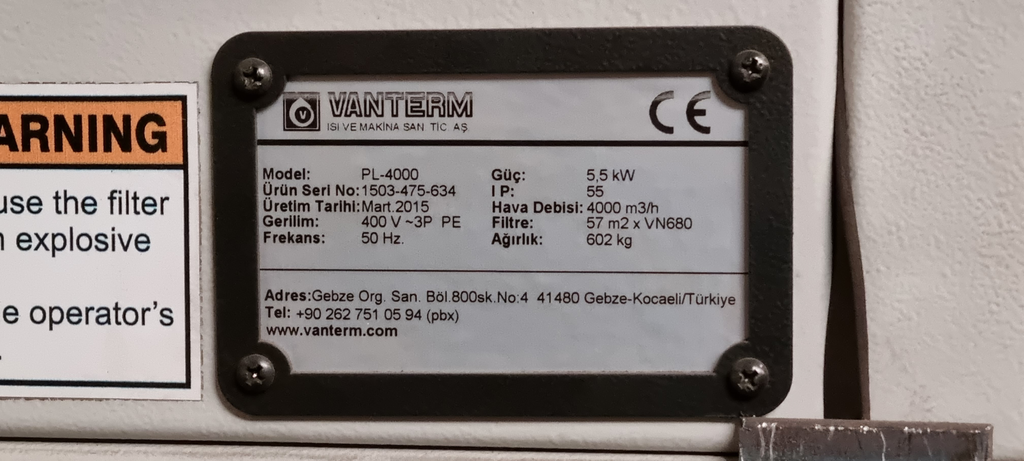 ARNING
use the filter
explosive
e operator's
VANTERM
ISI VE MAKİNA SAN TİC AŞ
CE
Model: PL-4000
Ürün Seri No:1503-475-634
Üretim Tarihi:Mart.2015
Gerilim: 400 V ~3P PE
Frekans: 50 Hz.
Güç: 5,5 kW
I P: 55
Hava Debisi: 4000 m3/h
Filtre: 57 m2 x VN680
Ağırlık: 602 kg
Adres:Gebze Org. San. Böl.800sk.No:4 41480 Gebze-Kocaeli/Türkiye
Tel: +90 262 751 05 94 (pbx)
www.vanterm.com